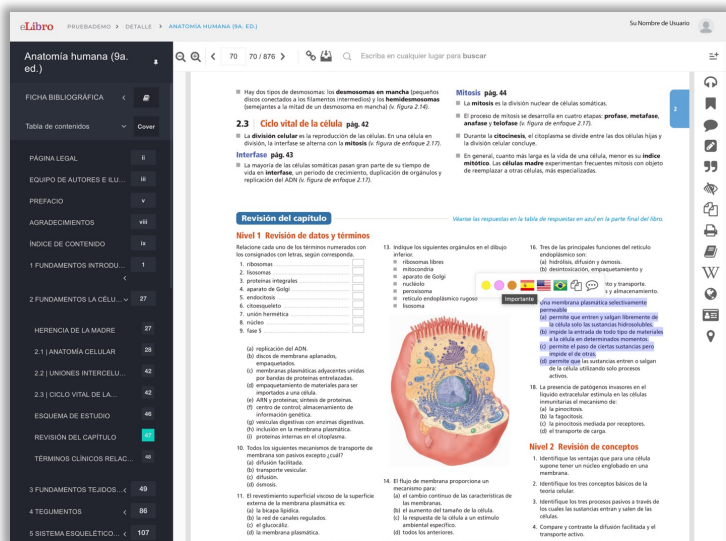 eLibro PRUEBADEMO > DETALLE > ANATOMÍA HUMANA (9A. ED.)
Su Nombre de Usuario
Anatomía humana (9a. ed.)
FICHA BIBLIOGRÁFICA
Tabla de contenidos Cover
PÁGINA LEGAL ii
EQUIPO DE AUTORES E ILU... iii
PREFACIO v
AGRADECIMIENTOS viii
ÍNDICE DE CONTENIDO ix
1 FUNDAMENTOS INTRODU... 1
2 FUNDAMENTOS LA CÉLU... 27
HERENCIA DE LA MADRE 27
2.1 | ANATOMÍA CELULAR 28
2.2 | UNIONES INTERCELU... 42
2.3 | CICLO VITAL DE LA... 42
ESQUEMA DE ESTUDIO 46
REVISIÓN DEL CAPÍTULO 47
TÉRMINOS CLÍNICOS RELAC... 48
3 FUNDAMENTOS TEJIDOS... 49
4 TEGUMENTOS 86
5 SISTEMA ESQUELÉTICO... 107
70 70 / 876
Escriba en cualquier lugar para buscar
Hay dos tipos de desmosomas: los desmosomas en mancha (pequeños
discos conectados a los filamentos intermedios) y los hemidesmosomas
(semejantes a la mitad de un desmosoma en mancha) (v. figura 2.14).
2.3 Ciclo vital de la célula pág. 42
La división celular es la reproducción de las células. En una célula en
división, la interfase se alterna con la mitosis (v. figura de enfoque 2.17).
Interfase pág. 43
La mayoría de las células somáticas pasan gran parte de su tiempo de
vida en interfase, un periodo de crecimiento, duplicación de orgánulos y
replicación del ADN (v. figura de enfoque 2.17).
Mitosis pág. 44
La mitosis es la división nuclear de células somáticas.
El proceso de mitosis se desarrolla en cuatro etapas: profase, metafase,
anafase y telofase (v. figura de enfoque 2.17).
Durante la citocinesis, el citoplasma se divide entre las dos células hijas y
la división celular concluye.
En general, cuanto más larga es la vida de una célula, menor es su índice
mitótico. Las células madre experimentan frecuentes mitosis con objeto
de reemplazar a otras células, más especializadas.
2
Revisión del capítulo
Véanse las respuestas en la tabla de respuestas en azul en la parte final del libro.
Nivel 1 Revisión de datos y términos
Relacione cada uno de los términos numerados con
los consignados con letras, según corresponda.
1. ribosomas
2. lisosomas
3. proteínas integrales
4. aparato de Golgi
5. endocitosis
6. citoesqueleto
7. unión hermética
8. núcleo
9. fase S
(a) replicación del ADN.
(b) discos de membrana aplanados,
empaquetados.
(c) membranas plasmáticas adyacentes unidas
por bandas de proteínas entrelazadas.
(d) empaquetamiento de materiales para ser
importados a una célula.
(e) ARN y proteínas; síntesis de proteínas.
(f) centro de control; almacenamiento de
información genética.
(g) vesículas digestivas con enzimas digestivas.
(h) inclusión en la membrana plasmática.
(i) proteínas internas en el citoplasma.
10. Todos los siguientes mecanismos de transporte de
membrana son pasivos excepto ¿cuál?
(a) difusión facilitada.
(b) transporte vesicular.
(c) difusión.
(d) ósmosis.
11. El revestimiento superficial viscoso de la superficie
externa de la membrana plasmática es:
(a) la bicapa lipídica.
(b) la red de canales regulados.
(c) el glucocáliz.
(d) la membrana plasmática.
13. Indique los siguientes orgánulos en el dibujo
inferior.
ribosomas libres
mitocondria
aparato de Golgi
nucléolo
peroxisoma
retículo endoplásmico rugoso
lisosoma
14. El flujo de membrana proporciona un
mecanismo para:
(a) el cambio continuo de las características de
las membranas.
(b) el aumento del tamaño de la célula.
(c) la respuesta de la célula a un estímulo
ambiental específico.
(d) todos los anteriores.
16. Tres de las principales funciones del retículo
endoplásmico son:
(a) hidrólisis, difusión y ósmosis.
(b) desintoxicación, empaquetamiento y
nto y transporte.
s y almacenamiento.
Importante
una membrana plasmática selectivamente
permeable
(a) permite que entren y salgan libremente de
la célula solo las sustancias hidrosolubles.
(b) impide la entrada de todo tipo de materiales
a la célula en determinados momentos.
(c) permite el paso de ciertas sustancias pero
impide el de otras.
(d) permite que las sustancias entren o salgan
de la célula utilizando solo procesos
activos.
18. La presencia de patógenos invasores en el
líquido extracelular estimula en las células
inmunitarias el mecanismo de:
(a) la pinocitosis.
(b) la fagocitosis.
(c) la pinocitosis mediada por receptores.
(d) el transporte de carga.
Nivel 2 Revisión de conceptos
1. Identifique las ventajas que para una célula
supone tener un núcleo englobado en una
membrana.
2. Identifique los tres conceptos básicos de la
teoría celular.
3. Identifique los tres procesos pasivos a través de
los cuales las sustancias entran y salen de las
células.
4. Compare y contraste la difusión facilitada y el
transporte activo.
W